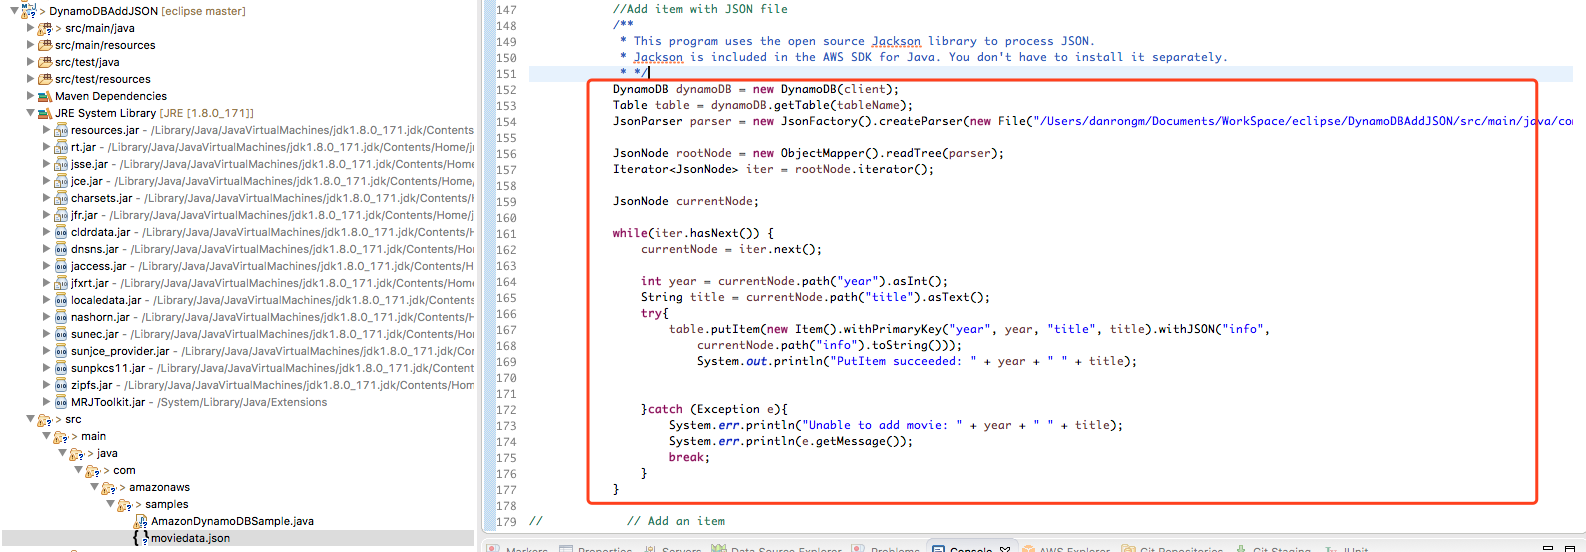 DynamoDBAddJSON [eclipse master]
src/main/java
src/main/resources
src/test/java
src/test/resources
Maven Dependencies
JRE System Library [JRE [1.8.0_171]]
resources.jar - /Library/Java/JavaVirtualMachines/jdk1.8.0_171.jdk/Contents
rt.jar - /Library/Java/JavaVirtualMachines/jdk1.8.0_171.jdk/Contents/Home/j
jsse.jar - /Library/Java/JavaVirtualMachines/jdk1.8.0_171.jdk/Contents/Home
jce.jar - /Library/Java/JavaVirtualMachines/jdk1.8.0_171.jdk/Contents/Home/
charsets.jar - /Library/Java/JavaVirtualMachines/jdk1.8.0_171.jdk/Contents/
jfr.jar - /Library/Java/JavaVirtualMachines/jdk1.8.0_171.jdk/Contents/Home/j
cldrdata.jar - /Library/Java/JavaVirtualMachines/jdk1.8.0_171.jdk/Contents/
dnsns.jar - /Library/Java/JavaVirtualMachines/jdk1.8.0_171.jdk/Contents/Ho
jaccess.jar - /Library/Java/JavaVirtualMachines/jdk1.8.0_171.jdk/Contents/H
jfxrt.jar - /Library/Java/JavaVirtualMachines/jdk1.8.0_171.jdk/Contents/Hom
localedata.jar - /Library/Java/JavaVirtualMachines/jdk1.8.0_171.jdk/Content
nashorn.jar - /Library/Java/JavaVirtualMachines/jdk1.8.0_171.jdk/Contents/
sunec.jar - /Library/Java/JavaVirtualMachines/jdk1.8.0_171.jdk/Contents/Ho
sunjce_provider.jar - /Library/Java/JavaVirtualMachines/jdk1.8.0_171.jdk/Co
sunpkcs11.jar - /Library/Java/JavaVirtualMachines/jdk1.8.0_171.jdk/Contents
zipfs.jar - /Library/Java/JavaVirtualMachines/jdk1.8.0_171.jdk/Contents/Hom
MRJToolkit.jar - /System/Library/Java/Extensions
src
main
java
com
amazonaws
samples
AmazonDynamoDBSample.java
moviedata.json
147 //Add item with JSON file
148 /**
149 * This program uses the open source Jackson library to process JSON.
150 * Jackson is included in the AWS SDK for Java. You don't have to install it separately.
151 * */
152 DynamoDB dynamoDB = new DynamoDB(client);
153 Table table = dynamoDB.getTable(tableName);
154 JsonParser parser = new JsonFactory().createParser(new File("/Users/danrongm/Documents/WorkSpace/eclipse/DynamoDBAddJSON/src/main/java/co
155
156 JsonNode rootNode = new ObjectMapper().readTree(parser);
157 Iterator<JsonNode> iter = rootNode.iterator();
158
159 JsonNode currentNode;
160
161 while(iter.hasNext()) {
162 currentNode = iter.next();
163
164 int year = currentNode.path("year").asInt();
165 String title = currentNode.path("title").asText();
166 try{
167 table.putItem(new Item().withPrimaryKey("year", year, "title", title).withJSON("info",
168 currentNode.path("info").toString()));
169 System.out.println("PutItem succeeded: " + year + " " + title);
170
171
172 }catch (Exception e){
173 System.err.println("Unable to add movie: " + year + " " + title);
174 System.err.println(e.getMessage());
175 break;
176 }
177 }
178
179 // // Add an item
Markers Properties Servers Data Source Explorer Problems Console AWS Explorer Git Repositories Git Staging JUnit